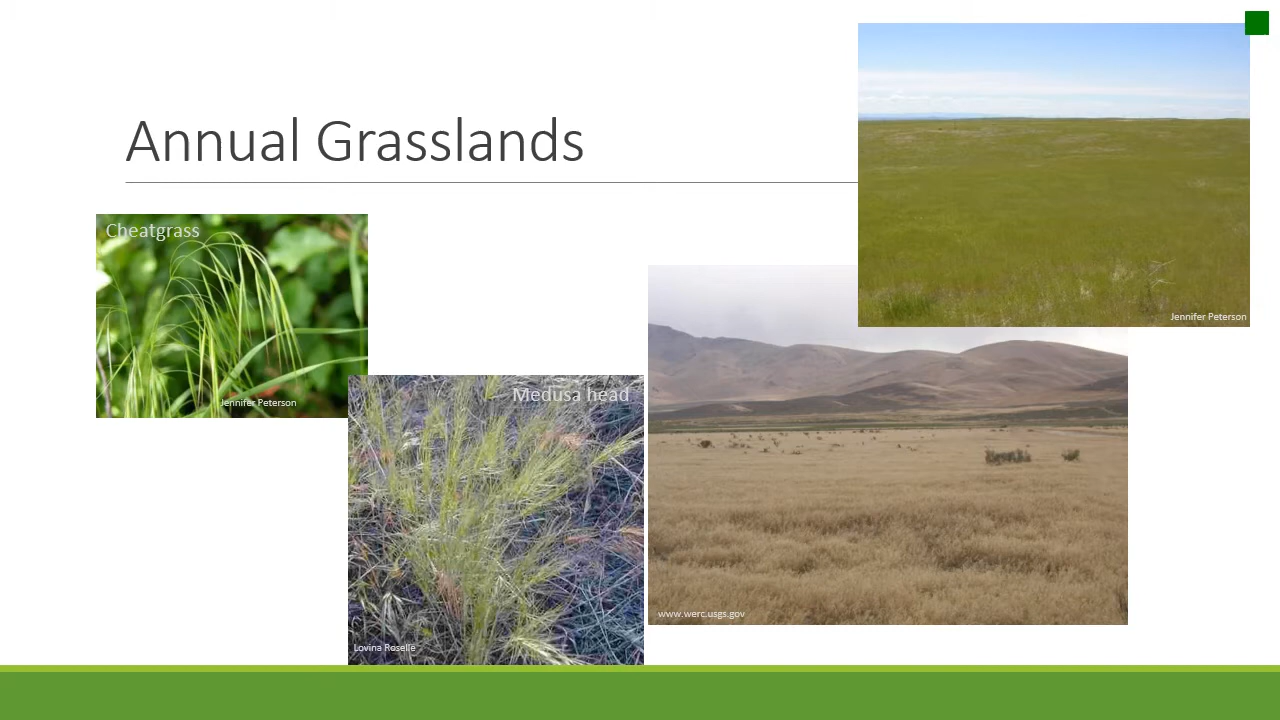 Annual Grasslands
Cheatgrass
Jennifer Peterson
Medusa head
Lovina Roselle
www.werc.usgs.gov
Jennifer Peterson